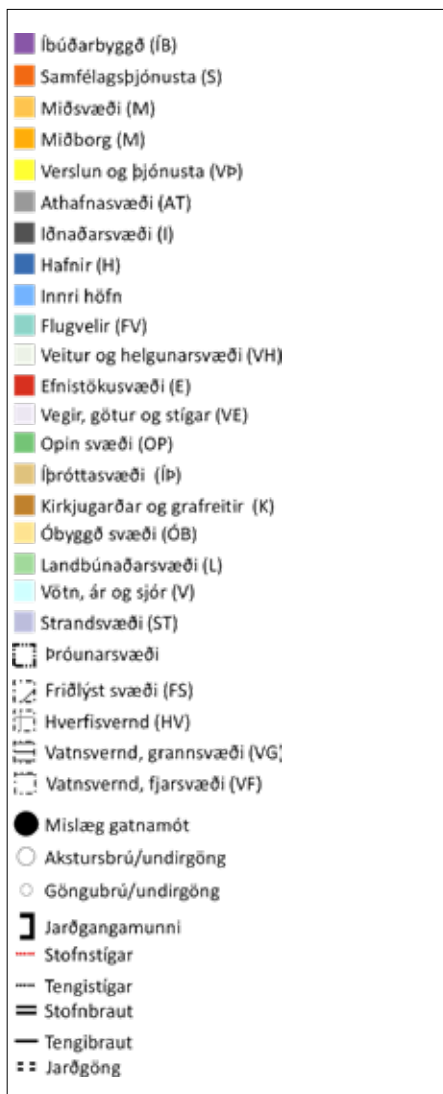 Íbúðarbyggð (ÍB)
Samfélagsþjónusta (S)
Miðsvæði (M)
Miðborg (M)
Verslun og þjónusta (VÞ)
Athafnasvæði (AT)
Iðnaðarsvæði (I)
Hafnir (H)
Innri höfn
Flugvelir (FV)
Veitur og helgunarsvæði (VH)
Efnistökusvæði (E)
Vegir, götur og stígar (VE)
Opin svæði (OP)
Íþróttasvæði (ÍÞ)
Kirkjugarðar og grafreitir (K)
Óbyggð svæði (ÓB)
Landbúnaðarsvæði (L)
Vötn, ár og sjór (V)
Strandsvæði (ST)
Þróunarsvæði
Friðlýst svæði (FS)
Hverfisvernd (HV)
Vatnsvernd, grannsvæði (VG)
Vatnsvernd, fjarsvæði (VF)
Mislæg gatnamót
Akstursbrú/undirgöng
Göngubrú/undirgöng
Jarðgangamunni
Stofnstígar
Tengistígar
Stofnbraut
Tengibraut
Jarðgöng